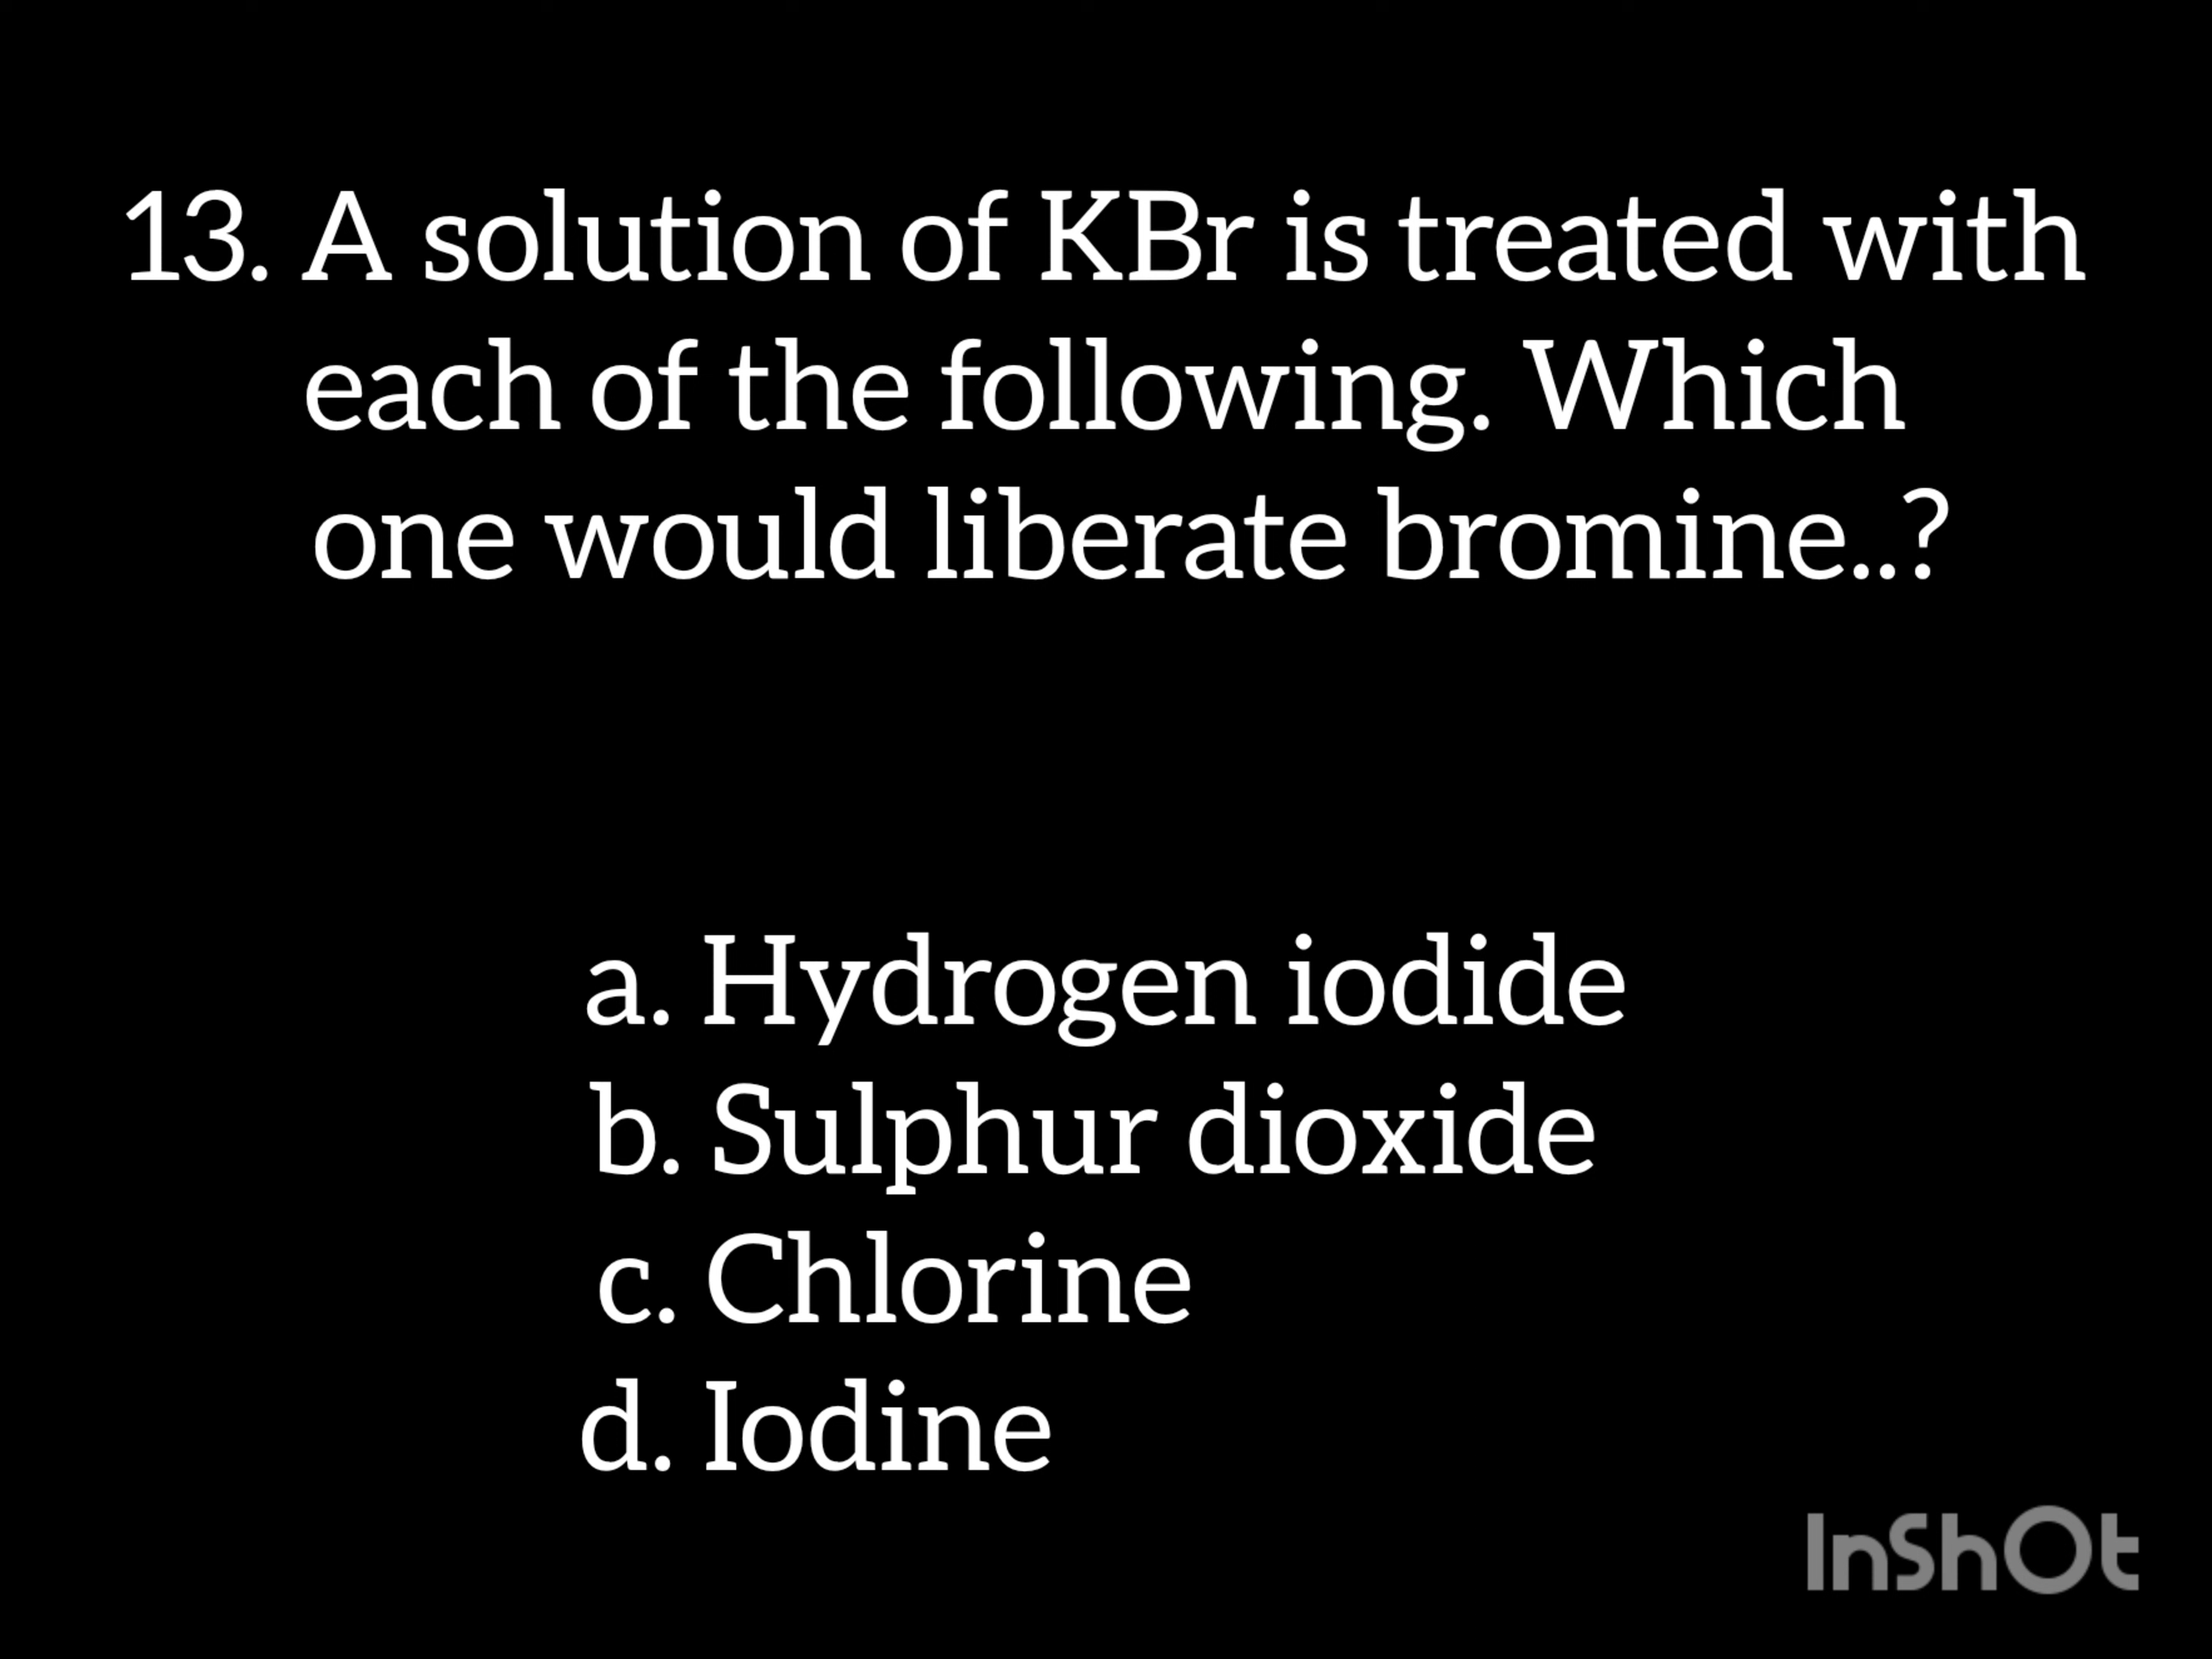 13. A solution of KBr is treated with
each of the following. Which
one would liberate bromine..?
a. Hydrogen iodide
b. Sulphur dioxide
c. Chlorine
d. Iodine
InShOt